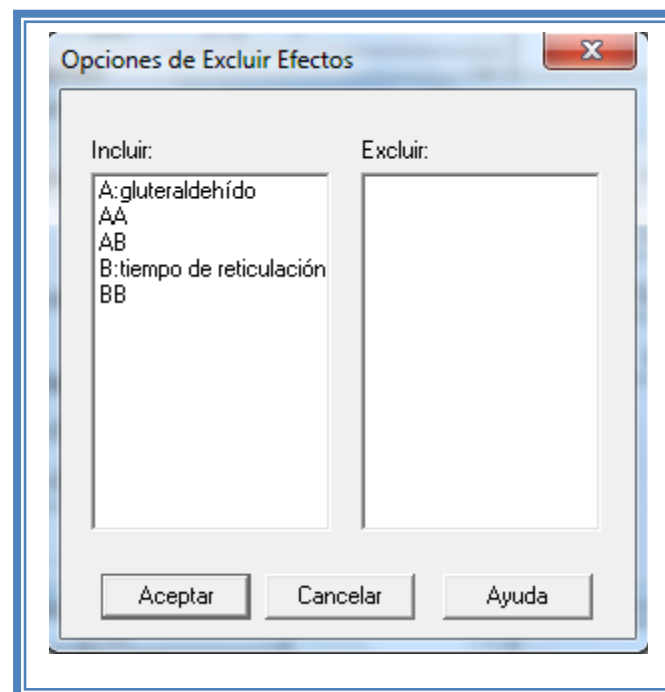 Opciones de Excluir Efectos
Incluir: Excluir:
A:gluteraldehído
AA
AB
B:tiempo de reticulación
BB
Aceptar Cancelar Ayuda